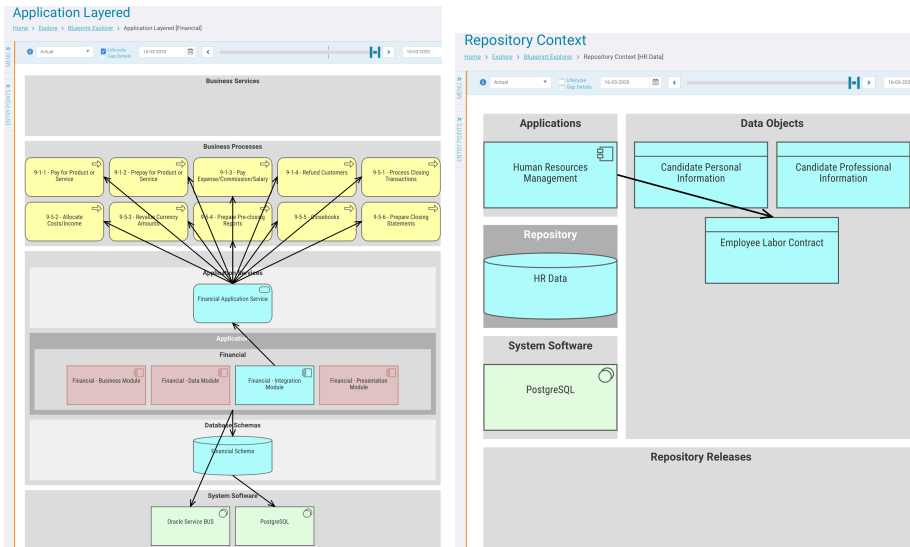 Application Layered
Home > Explore > Blueprint Explorer > Application Layered [Financial]
MENU
ENTRY POINTS
Actual
Lifecycle
Gap Details
15-03-2020
16-03-2020
Business Services
Business Processes
9-1-1 - Pay for Product or
Service
9-1-2 - Prepay for Product or
Service
9-1-3 - Pay
Expense/Commission/Salary
9-1-4 - Refund Customers
9-5-1 - Process Closing
Transactions
9-5-2 - Allocate
Costs/Income
9-5-3 - Revalue Currency
Amounts
9-5-4 - Prepare Pre-closing
Reports
9-5-5 - Closebooks
9-5-6 - Prepare Closing
Statements
Application Services
Financial Application Service
Application
Financial
Financial - Business Module
Financial - Data Module
Financial - Integration
Module
Financial - Presentation
Module
Database Schemas
Financial Schema
System Software
Oracle Service BUS
PostgreSQL
Repository Context
Home > Explore > Blueprint Explorer > Repository Context [HR Data]
MENU
ENTRY POINTS
Actual
Lifecycle
Gap Details
16-03-2020
16-03-202
Applications
Human Resources
Management
Repository
HR Data
System Software
PostgreSQL
Data Objects
Candidate Personal
Information
Candidate Professional
Information
Employee Labor Contract
Repository Releases